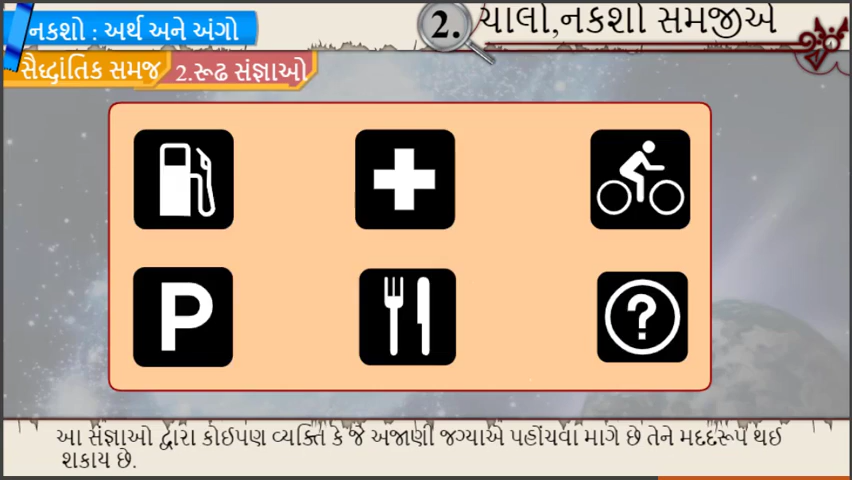 નકશો : અર્થ અને અંગો
2. ચાલો,નકશો સમજીએ
સૈદ્ધાંતિક સમજ
2.રૂઢ સંજ્ઞાઓ
P
?
આ સંજ્ઞાઓ દ્વારા કોઈપણ વ્યક્તિ કે જે અજાણી જગ્યાએ પહોંચવા માગે છે તેને મદદરૂપ થઈ
શકાય છે.